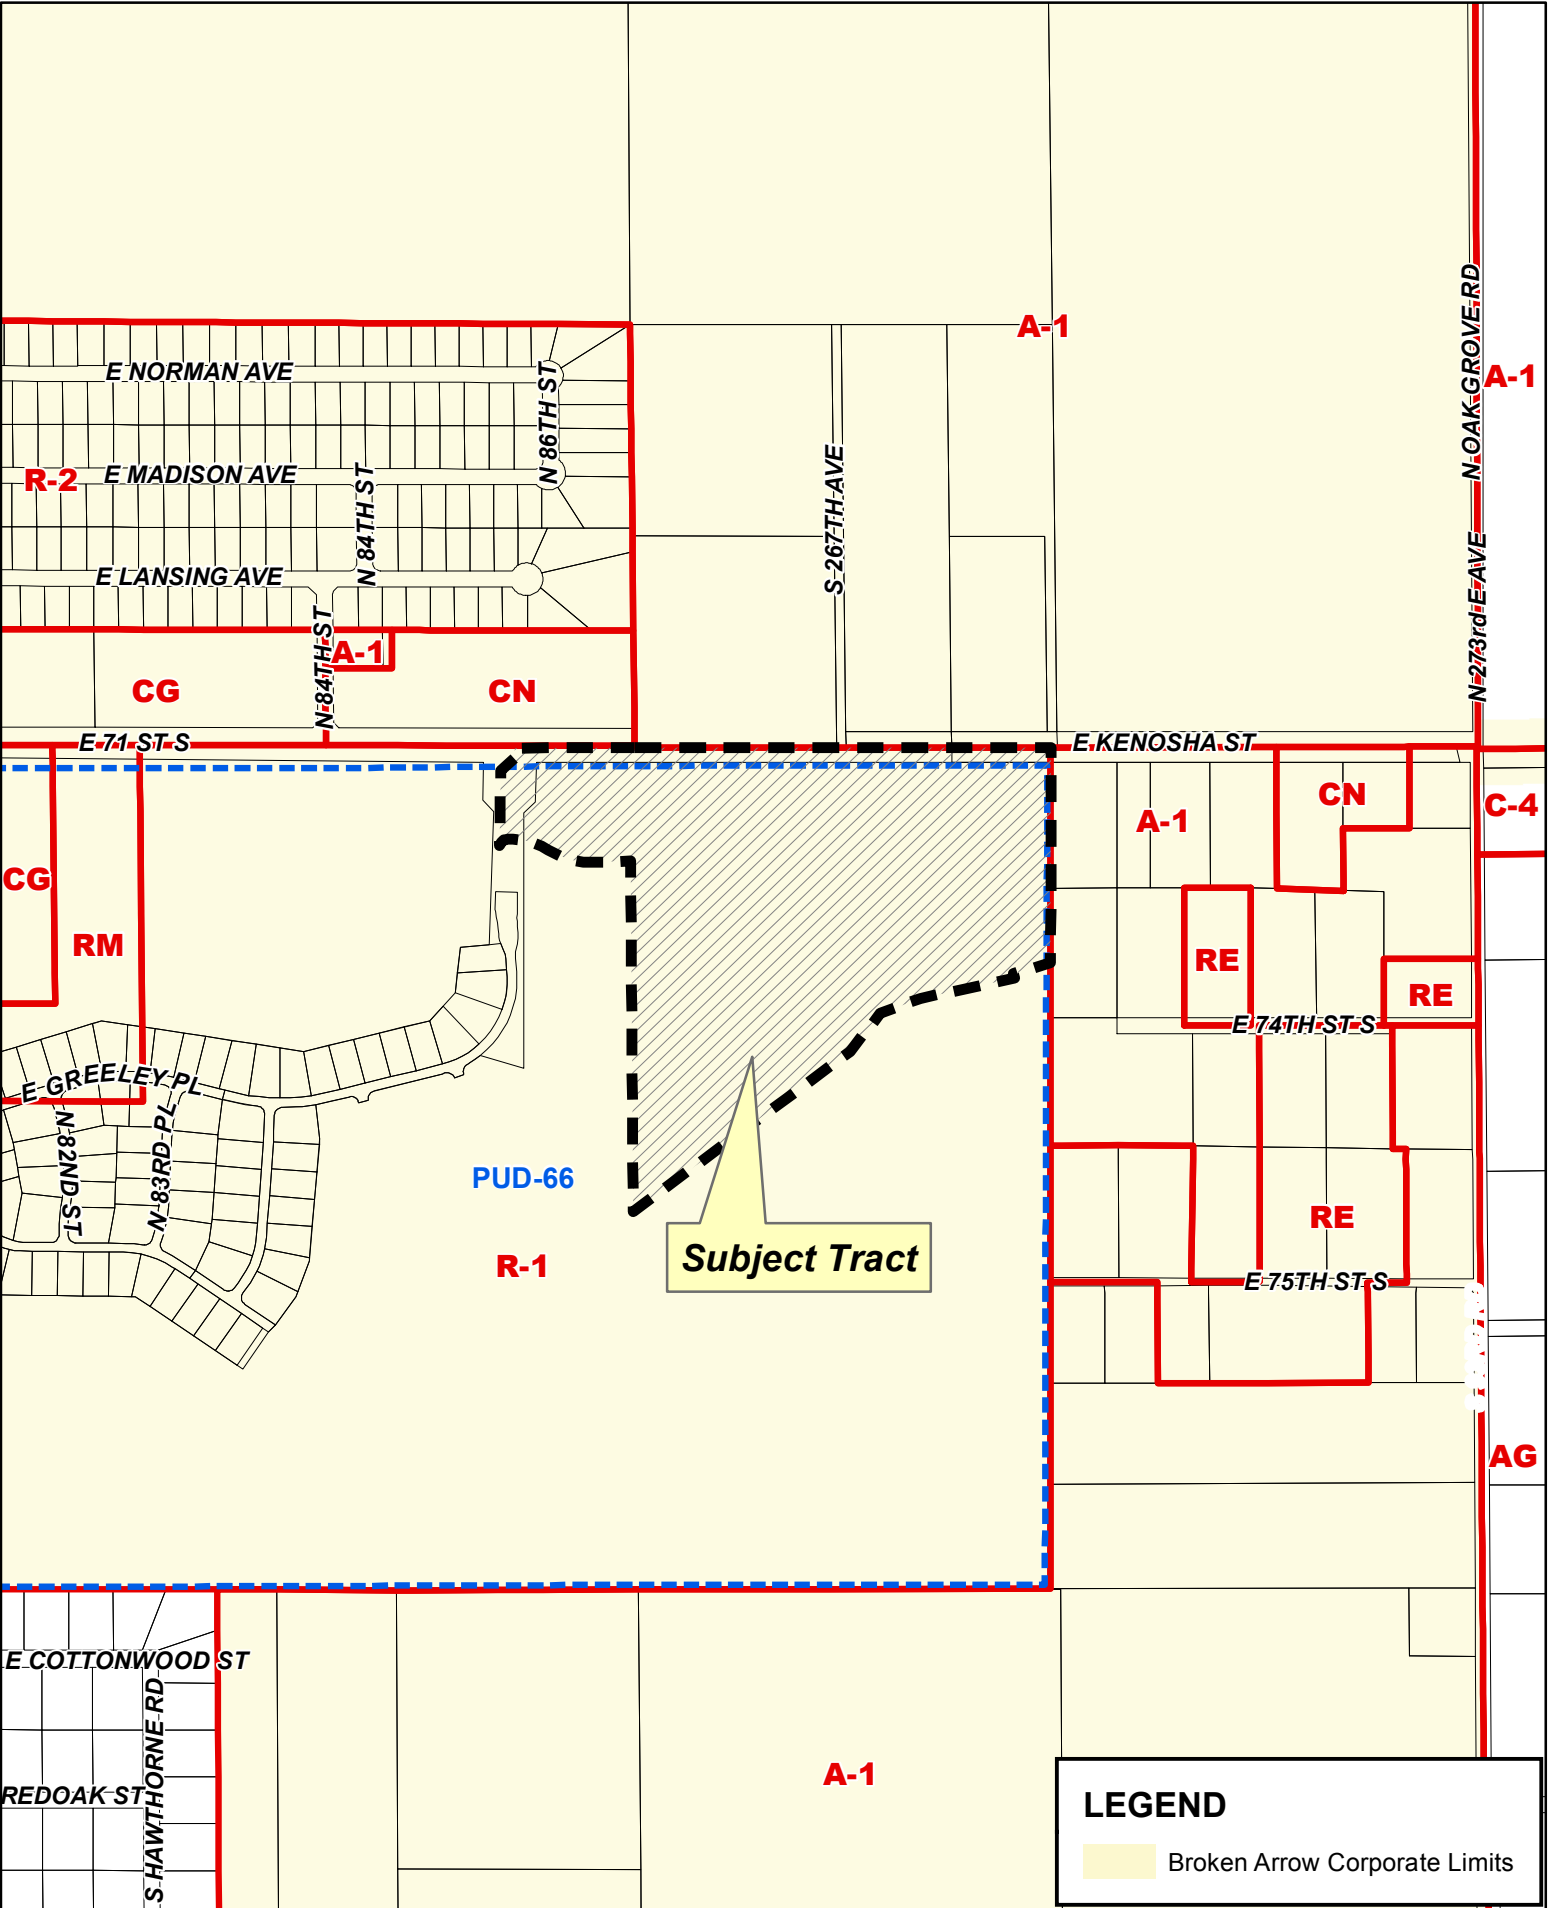 A-1
N OAK GROVE RD
A-1
E NORMAN AVE
N 86TH ST
R-2
E MADISON AVE
N 84TH ST
S 267TH AVE
E LANSING AVE
N 273rd E AVE
N 84TH ST
A-1
CG
CN
E 71 ST S
E KENOSHA ST
CN
C-4
A-1
CG
RM
RE
RE
E 74TH ST S
E GREELEY PL
N 82ND ST
N 83RD PL
PUD-66
RE
R-1
Subject Tract
E 75TH ST S
AG
E COTTONWOOD ST
S HAWTHORNE RD
REDOAK ST
A-1
LEGEND
Broken Arrow Corporate Limits